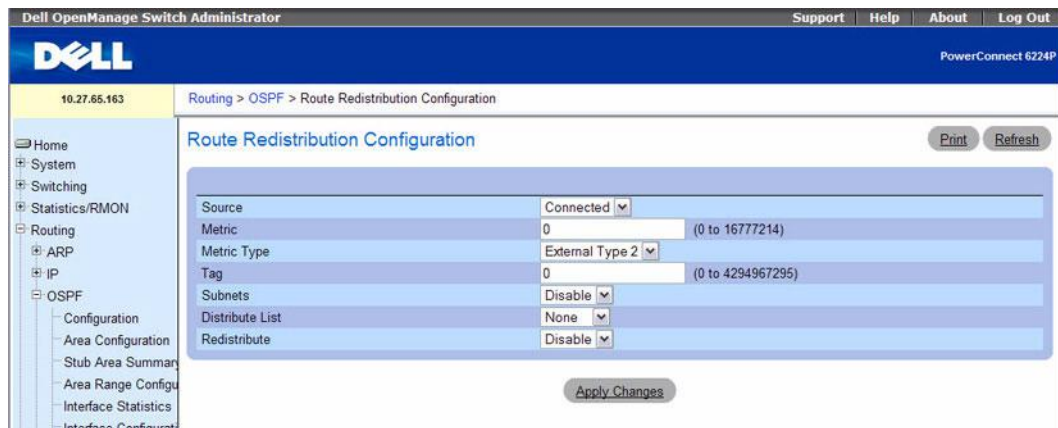 Dell OpenManage Switch Administrator
Support | Help | About | Log Out
DELL
PowerConnect 6224P
10.27.65.163
Routing > OSPF > Route Redistribution Configuration
Home
System
Switching
Statistics/RMON
Routing
ARP
IP
OSPF
Configuration
Area Configuration
Stub Area Summar
Area Range Configu
Interface Statistics
Interface Configurati
Route Redistribution Configuration
Print Refresh
Source Connected
Metric 0 (0 to 16777214)
Metric Type External Type 2
Tag 0 (0 to 4294967295)
Subnets Disable
Distribute List None
Redistribute Disable
Apply Changes